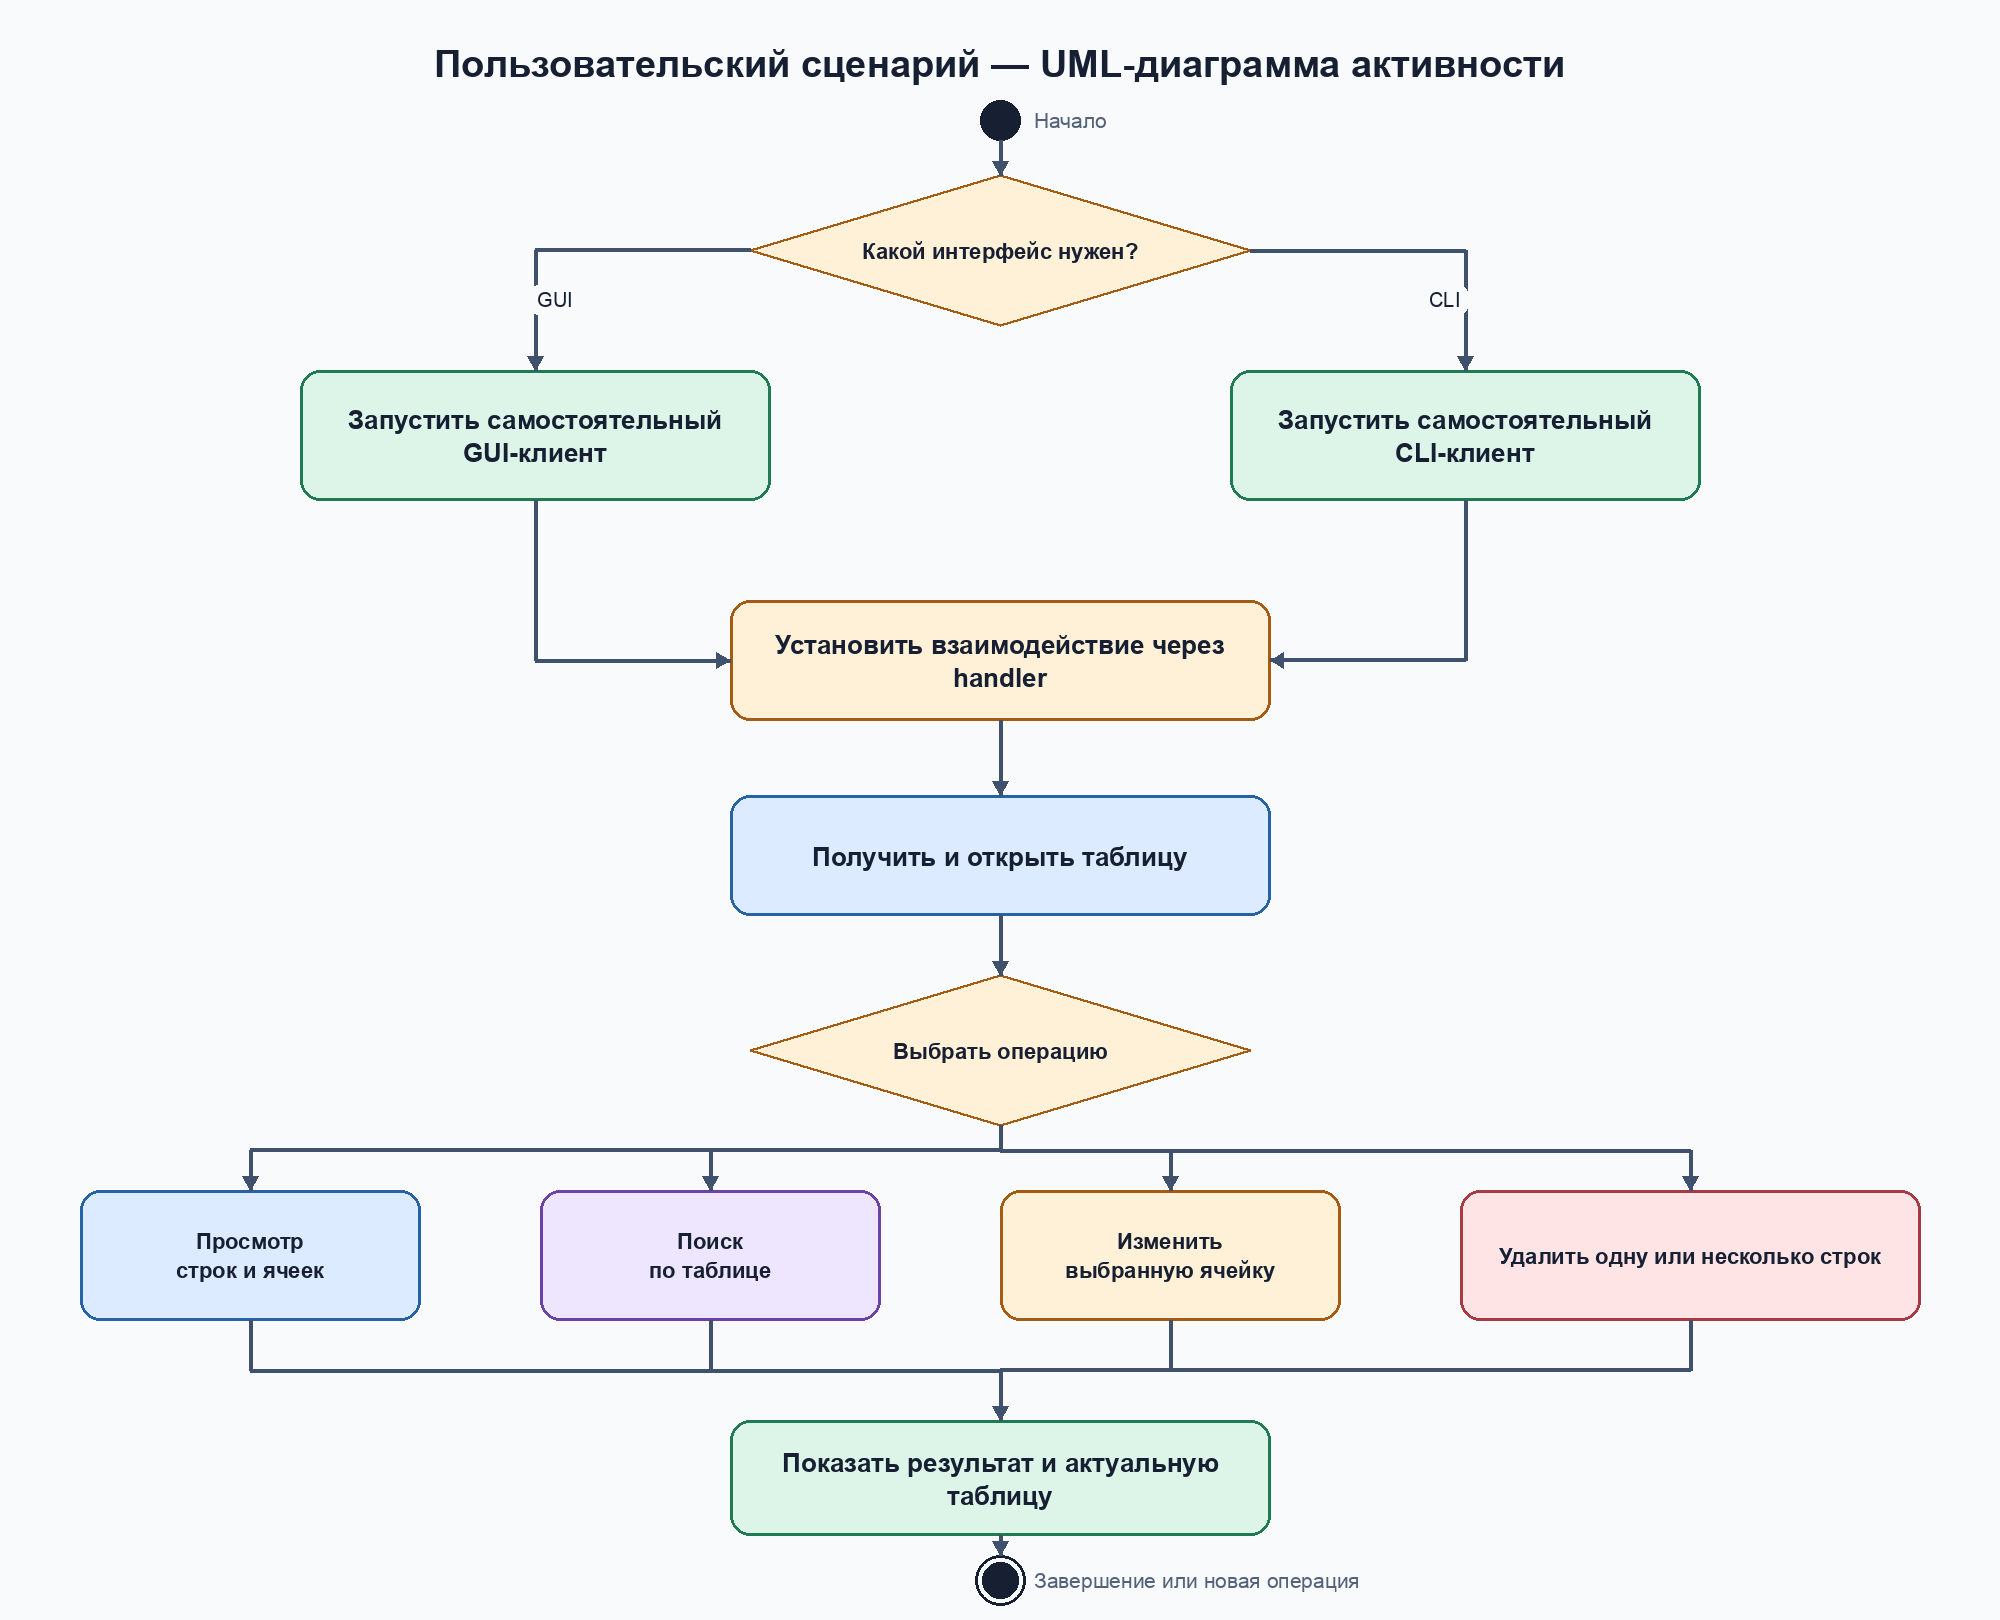 Пользовательский сценарий — UML-диаграмма активности
Начало
Какой интерфейс нужен?
GUI
CLI
Запустить самостоятельный
GUI-клиент
Запустить самостоятельный
CLI-клиент
Установить взаимодействие через
handler
Получить и открыть таблицу
Выбрать операцию
Просмотр
строк и ячеек
Поиск
по таблице
Изменить
выбранную ячейку
Удалить одну или несколько строк
Показать результат и актуальную
таблицу
Завершение или новая операция